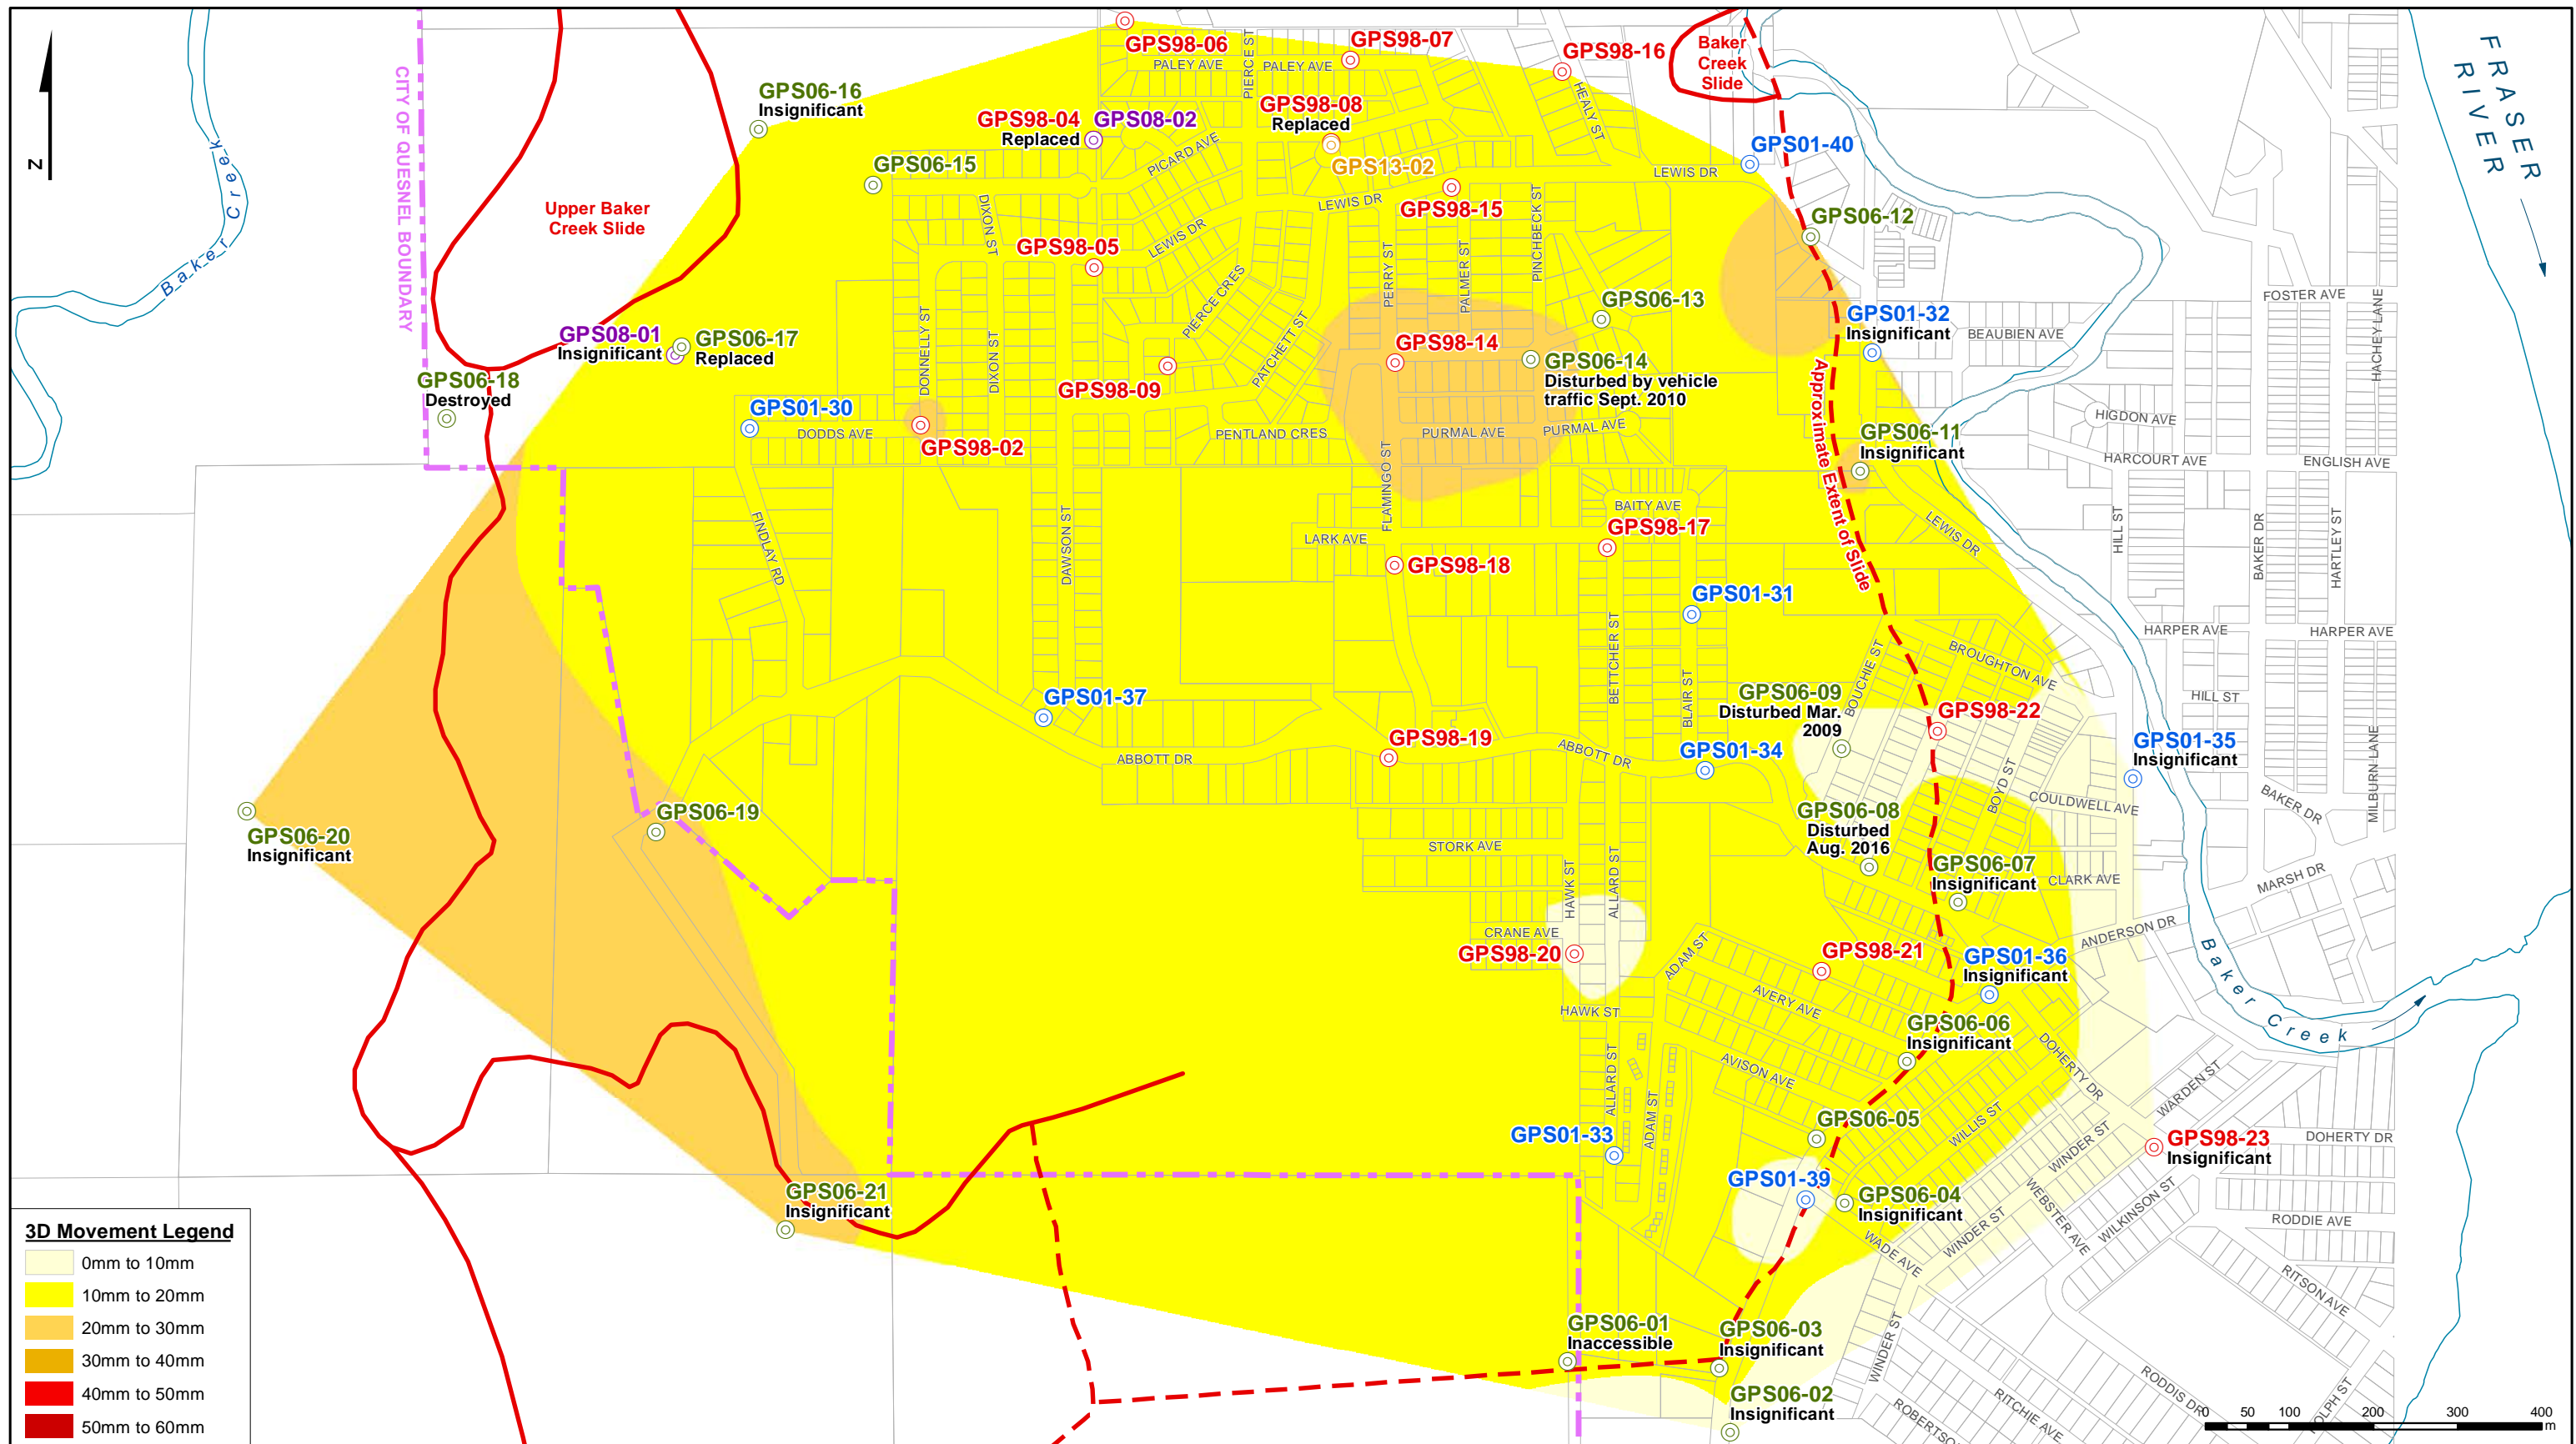 GPS98-06
PALEY AVE
PIERCE ST
PALEY AVE
GPS98-07
GPS98-16
HEALY ST
Baker
Creek
Slide
FRASER
RIVER
N
CITY OF QUESNEL BOUNDARY
Baker Creek
GPS06-16
Insignificant
GPS98-04
Replaced
GPS08-02
PICARD AVE
GPS98-08
Replaced
GPS13-02
GPS01-40
LEWIS DR
GPS06-15
Upper Baker
Creek Slide
DIXON ST
GPS98-05
LEWIS DR
LEWIS DR
GPS98-15
PERRY ST
PALMER ST
PINCHBECK ST
GPS06-12
GPS06-13
GPS01-32
Insignificant
FOSTER AVE
BEAUBIEN AVE
HACHEY LANE
GPS08-01
Insignificant
GPS06-17
Replaced
DONNELLY ST
DIXON ST
PIERCE CRES
PATCHETT ST
GPS98-09
GPS98-14
GPS06-14
Disturbed by vehicle
traffic Sept. 2010
Approximate Extent of Slide
GPS06-18
Destroyed
GPS01-30
DODDS AVE
GPS98-02
PENTLAND CRES
PURMAL AVE
PURMAL AVE
GPS06-11
Insignificant
HIGDON AVE
HARCOURT AVE
ENGLISH AVE
FINDLAY RD
DAWSON ST
FLAMINGO ST
LARK AVE
BAITY AVE
GPS98-17
LEWIS DR
HILL ST
BAKER DR
HARTLEY ST
GPS98-18
GPS01-31
BETTCHER ST
BLAIR ST
HARPER AVE
HARPER AVE
BOUCHIE ST
BROUGHTON AVE
HILL ST
GPS01-37
GPS06-09
Disturbed Mar.
2009
GPS98-22
GPS98-19
ABBOTT DR
ABBOTT DR
GPS01-34
GPS01-35
Insignificant
MILBURN LANE
BOYD ST
COULDWELL AVE
BAKER DR
GPS06-20
Insignificant
GPS06-19
GPS06-08
Disturbed
Aug. 2016
STORK AVE
GPS06-07
Insignificant
CLARK AVE
MARSH DR
HAWK ST
ALLARD ST
CRANE AVE
GPS98-20
ADAM ST
GPS98-21
GPS01-36
Insignificant
ANDERSON DR
Baker Creek
AVERY AVE
HAWK ST
GPS06-06
Insignificant
DOHERTY DR
AVISON AVE
ALLARD ST
ADAM ST
WARDEN ST
GPS01-33
GPS06-05
WILLIS ST
WINDER ST
GPS98-23
Insignificant
DOHERTY DR
GPS06-21
Insignificant
GPS01-39
GPS06-04
Insignificant
WADE AVE
WINDER ST
WEBSTER AVE
WILKINSON ST
RODDIE AVE
RITSON AVE
GPS06-01
Inaccessible
GPS06-03
Insignificant
WINDER ST
GPS06-02
Insignificant
ROBERTSO
RITCHIE AVE
RODDIS DR
OLPH ST
3D Movement Legend
0mm to 10mm
10mm to 20mm
20mm to 30mm
30mm to 40mm
40mm to 50mm
50mm to 60mm
0 50 100 200 300 400
m